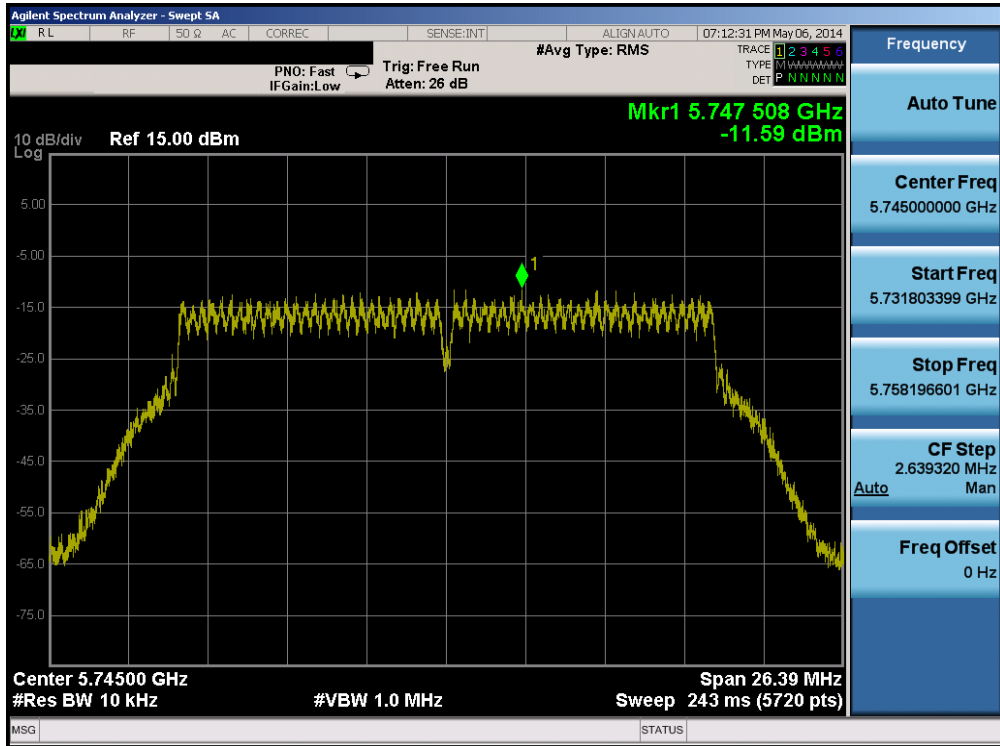 Agilent Spectrum Analyzer - Swept SA
LXI RL RF 50 Ω AC CORREC SENSE:INT ALIGN AUTO 07:12:31 PM May 06, 2014
#Avg Type: RMS TRACE 1 2 3 4 5 6
PNO: Fast Trig: Free Run TYPE M WWWWW
IFGain:Low Atten: 26 dB DET P N N N N N
Mkr1 5.747 508 GHz
-11.59 dBm
10 dB/div Ref 15.00 dBm
Log
1
5.00
-5.00
-15.0
-25.0
-35.0
-45.0
-55.0
-65.0
-75.0
Center 5.74500 GHz Span 26.39 MHz
#Res BW 10 kHz #VBW 1.0 MHz Sweep 243 ms (5720 pts)
MSG STATUS
Frequency
Auto Tune
Center Freq
5.745000000 GHz
Start Freq
5.731803399 GHz
Stop Freq
5.758196601 GHz
CF Step
2.639320 MHz
Auto Man
Freq Offset
0 Hz